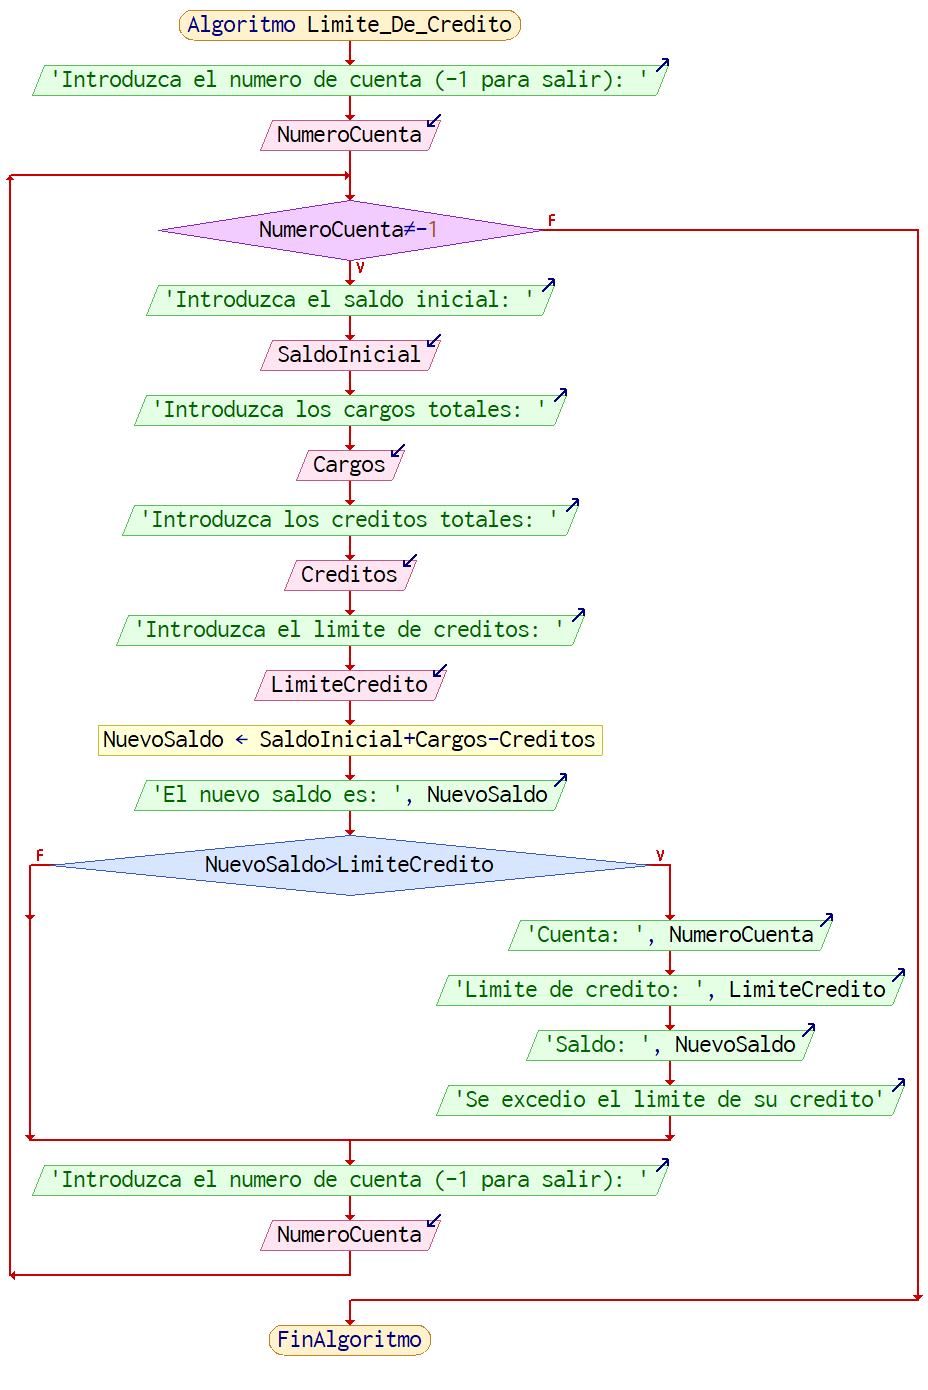 Algoritmo Limite_De_Credito
'Introduzca el numero de cuenta (-1 para salir): '
NumeroCuenta
NumeroCuenta≠-1
F
V
'Introduzca el saldo inicial: '
SaldoInicial
'Introduzca los cargos totales: '
Cargos
'Introduzca los creditos totales: '
Creditos
'Introduzca el limite de creditos: '
LimiteCredito
NuevoSaldo ← SaldoInicial+Cargos-Creditos
'El nuevo saldo es: ', NuevoSaldo
F
NuevoSaldo>LimiteCredito
V
'Cuenta: ', NumeroCuenta
'Limite de credito: ', LimiteCredito
'Saldo: ', NuevoSaldo
'Se excedio el limite de su credito'
'Introduzca el numero de cuenta (-1 para salir): '
NumeroCuenta
FinAlgoritmo